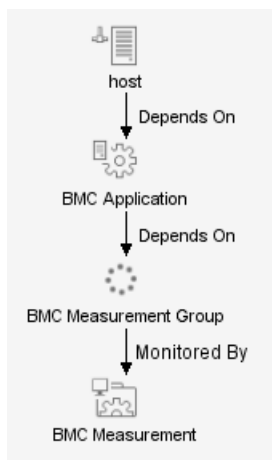 host
Depends On
BMC Application
Depends On
BMC Measurement Group
Monitored By
BMC Measurement